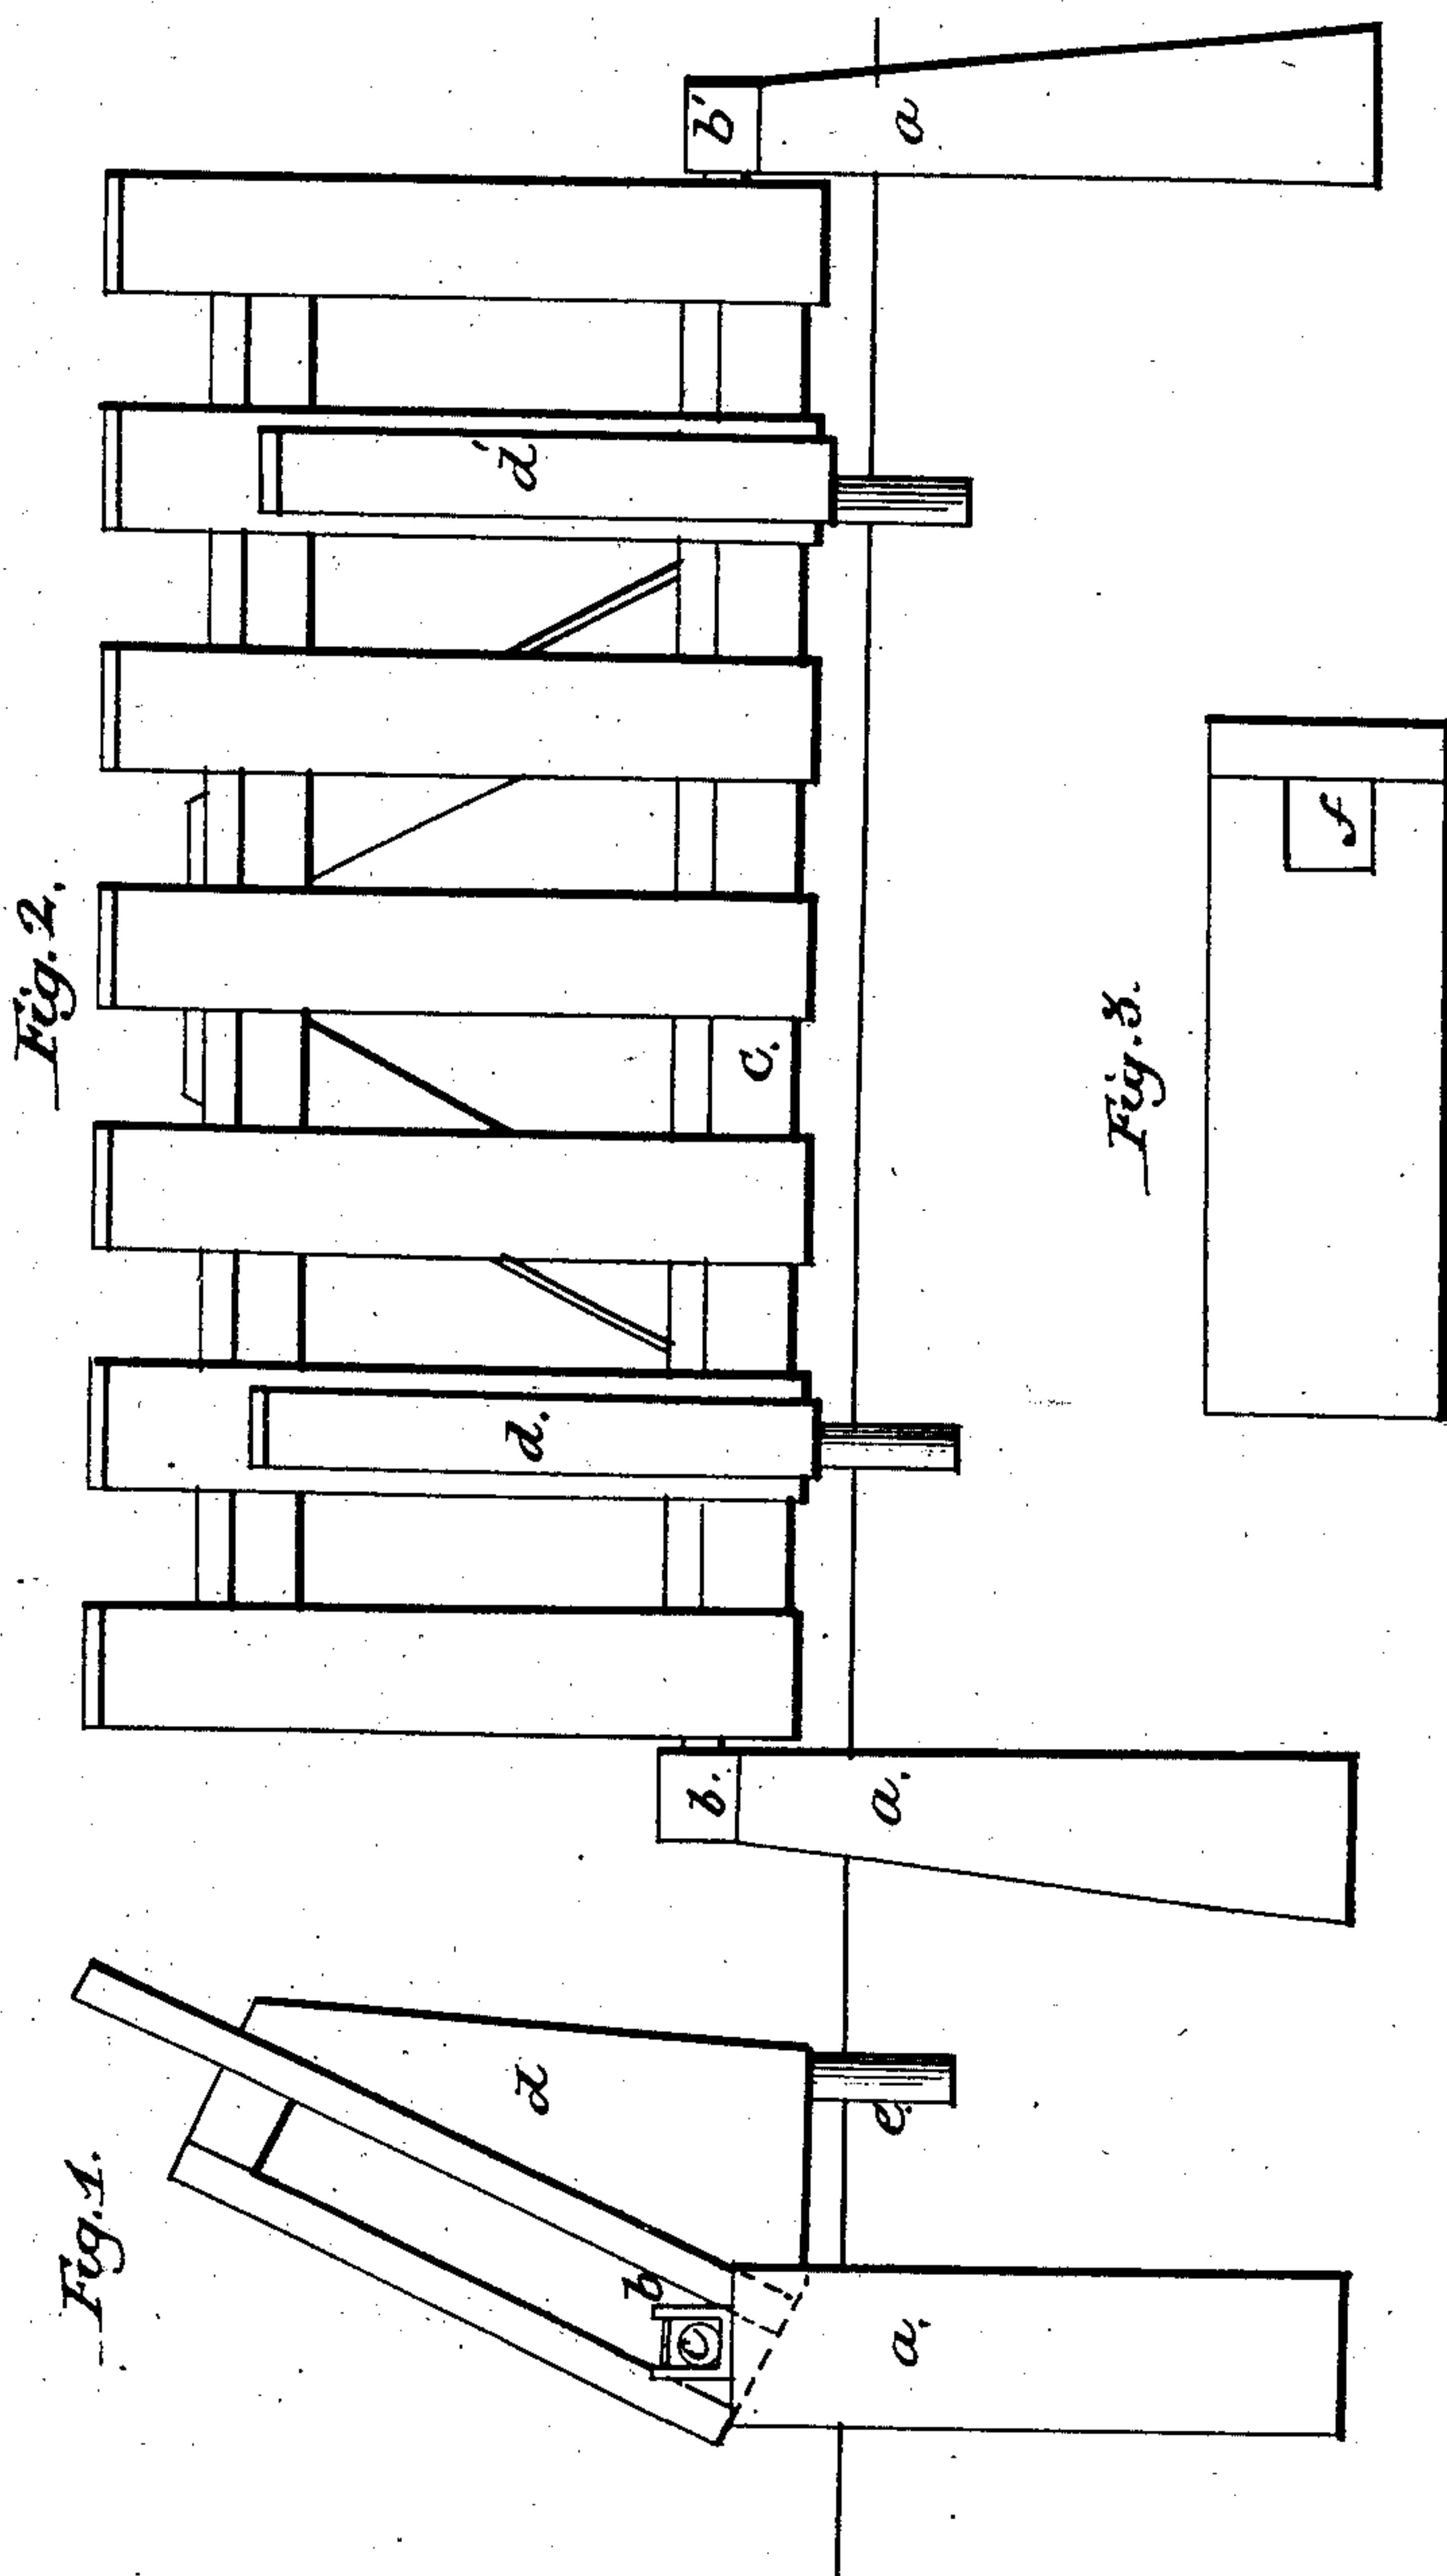 Fig. 1.
b
c
d
a.
e.
Fig. 2.
d.
d'
c.
b.
b'
a.
a
Fig. 3.
f